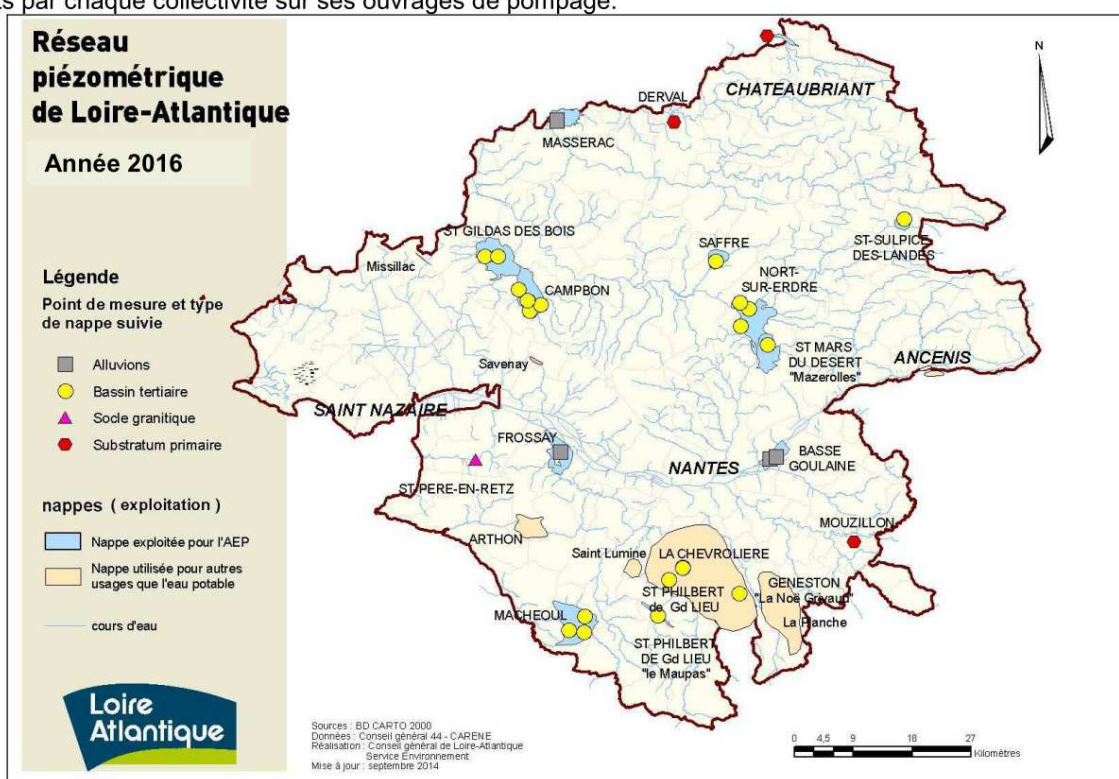 ts par chaque collectivité sur ses ouvrages de pompage.
Réseau
piézométrique
de Loire-Atlantique
Année 2016
Légende
Point de mesure et type
de nappe suivie
Alluvions
Bassin tertiaire
Socle granitique
Substratum primaire
nappes ( exploitation )
Nappe exploitée pour l'AEP
Nappe utilisée pour autres
usages que l'eau potable
cours d'eau
Loire
Atlantique
N
CHATEAUBRIANT
DERVAL
MASSERAC
ST GILDAS DES BOIS
Missillac
CAMPBON
SAFFRE
ST-SULPICE
DES-LANDES
NORT-
SUR-ERDRE
ST MARS
DU DESERT
"Mazerolles"
ANCENIS
Savenay
SAINT NAZAIRE
FROSSAY
NANTES
BASSE
GOULAINE
ST-PERE-EN-RETZ
ARTHON
MOUZILLON
Saint Lumine
LA CHEVROLIERE
ST PHILBERT
de Gd LIEU
GENESTON
"La Noë Grivaud"
La Planche
MACHEOUL
ST PHILBERT
DE Gd LIEU
"le Maupas"
Sources : BD CARTO 2000
Données : Conseil général 44 - CARENE
Réalisation : Conseil général de Loire-Atlantique
Service Environnement
Mise à jour : septembre 2014
0 4,5 9 18 27
Kilomètres